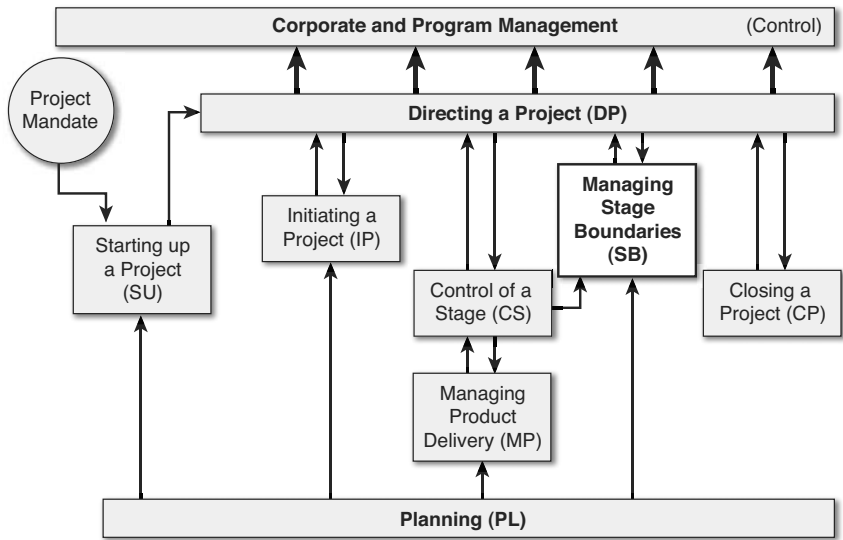 Corporate and Program Management (Control)
Project
Mandate
Directing a Project (DP)
Managing
Stage
Boundaries
(SB)
Initiating a
Project (IP)
Starting up
a Project
(SU)
Control of a
Stage (CS)
Closing a
Project (CP)
Managing
Product
Delivery (MP)
Planning (PL)